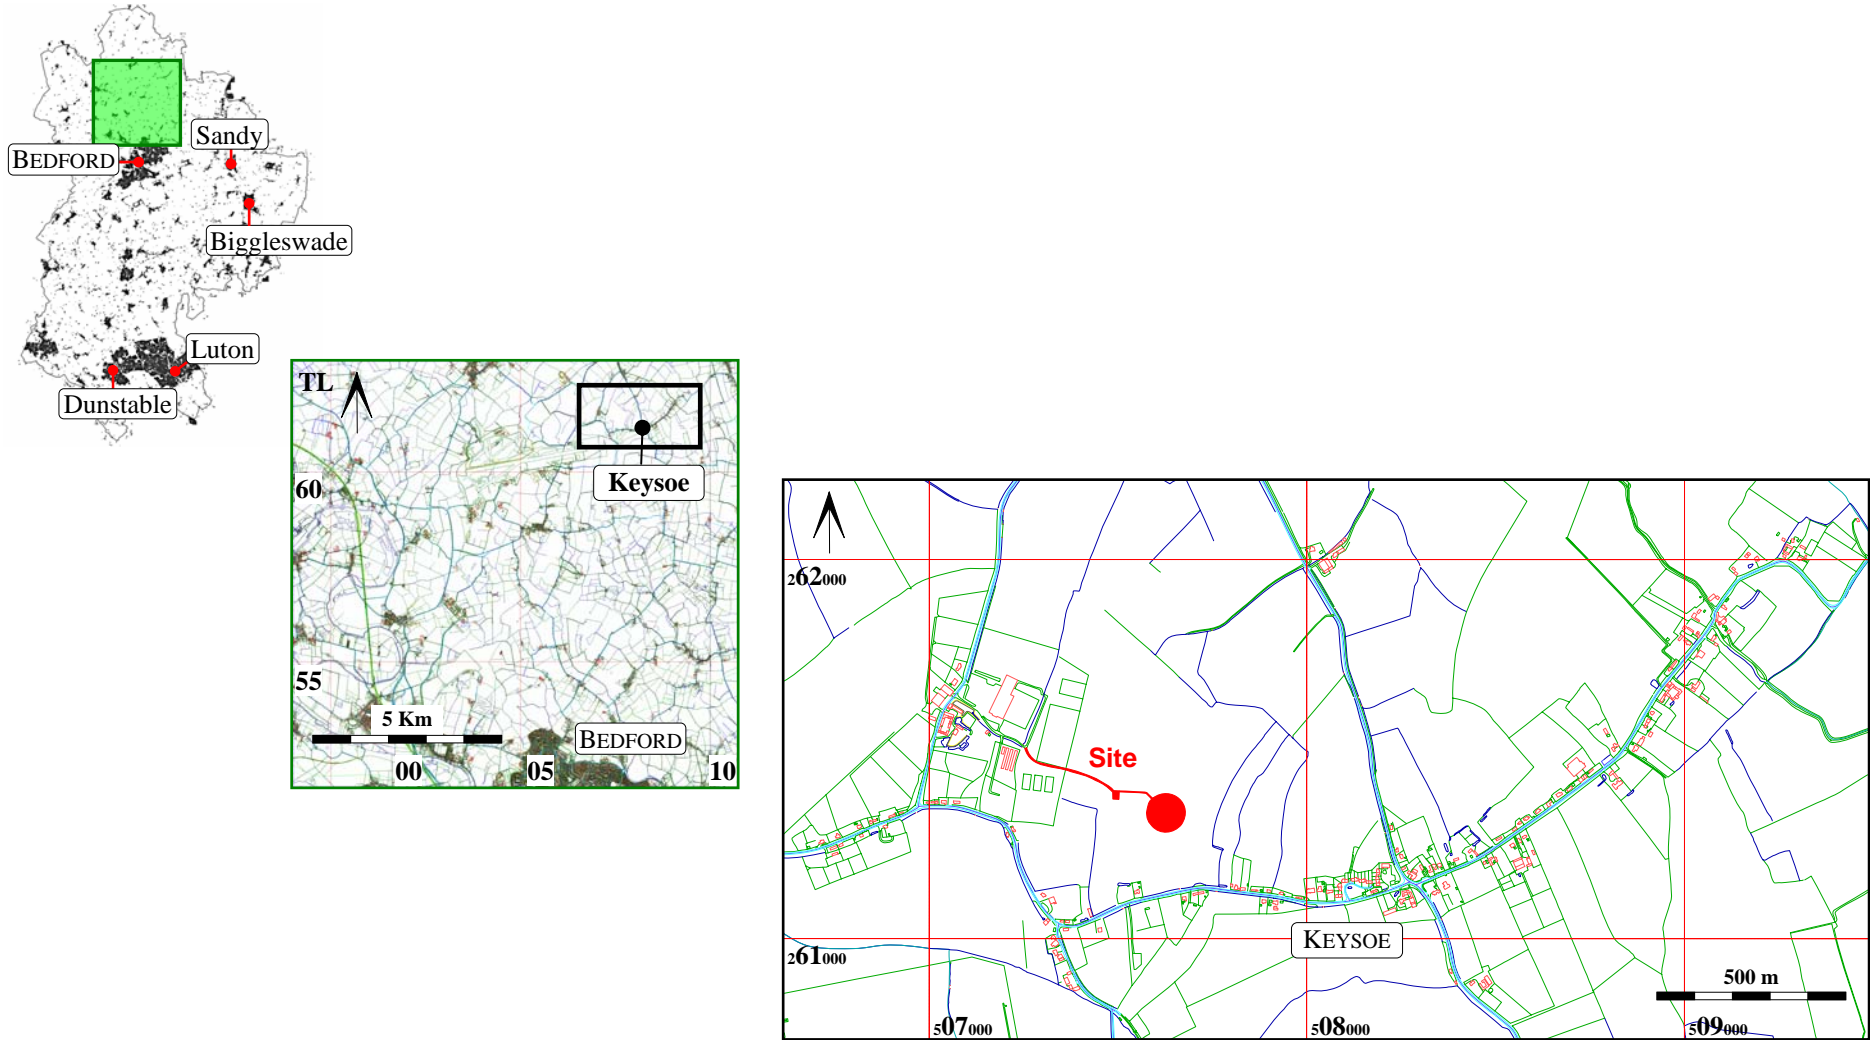 Sandy
BEDFORD
Biggleswade
Luton
Dunstable
TL
60
Keysoe
55
5 Km
BEDFORD
00
05
10
262000
Site
KEYSOE
261000
500 m
507000
508000
509000